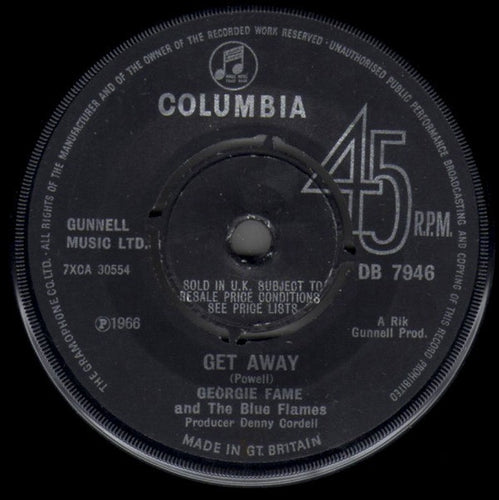 THE GRAMOPHONE CO. LTD. · ALL RIGHTS OF THE MANUFACTURER AND OF THE OWNER OF THE RECORDED WORK RESERVED · UNAUTHORISED PUBLIC PERFORMANCE BROADCASTING AND COPYING OF THIS RECORD PROHIBITED
COLUMBIA
45
R.P.M.
GUNNELL
MUSIC LTD.
7XCA 30554
DB 7946
SOLD IN U.K. SUBJECT TO
RESALE PRICE CONDITIONS
SEE PRICE LISTS
℗1966
A Rik
Gunnell Prod.
GET AWAY
(Powell)
GEORGIE FAME
and The Blue Flames
Producer Denny Cordell
MADE IN GT. BRITAIN